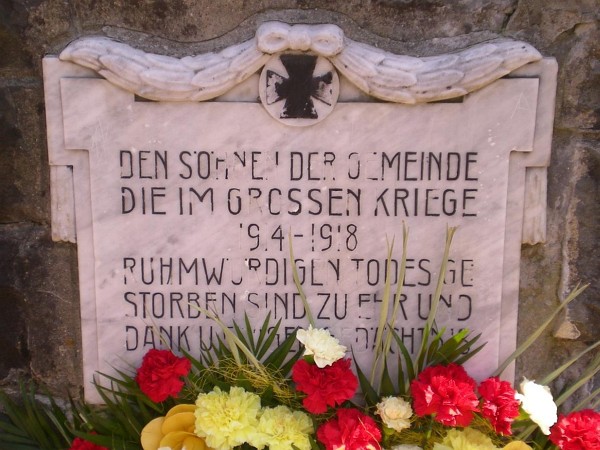 DEN SÖHNEN DER GEMEINDE
DIE IM GROSSEN KRIEGE
1914-1918
RUHMWÜRDIGEN TODES GE
STORBEN SIND ZU EHR UND
DANK